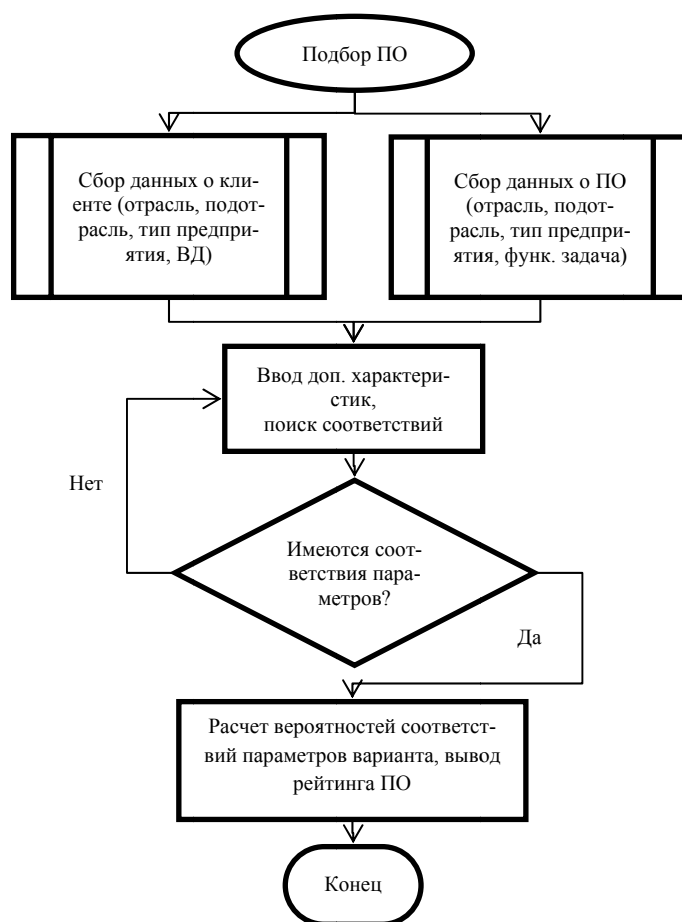 Подбор ПО
Сбор данных о кли-
енте (отрасль, подот-
расль, тип предпри-
ятия, ВД)
Сбор данных о ПО
(отрасль, подот-
расль, тип предпри-
ятия, функ. задача)
Ввод доп. характери-
стик,
поиск соответствий
Нет
Имеются соот-
ветствия пара-
метров?
Да
Расчет вероятностей соответст-
вий параметров варианта, вывод
рейтинга ПО
Конец